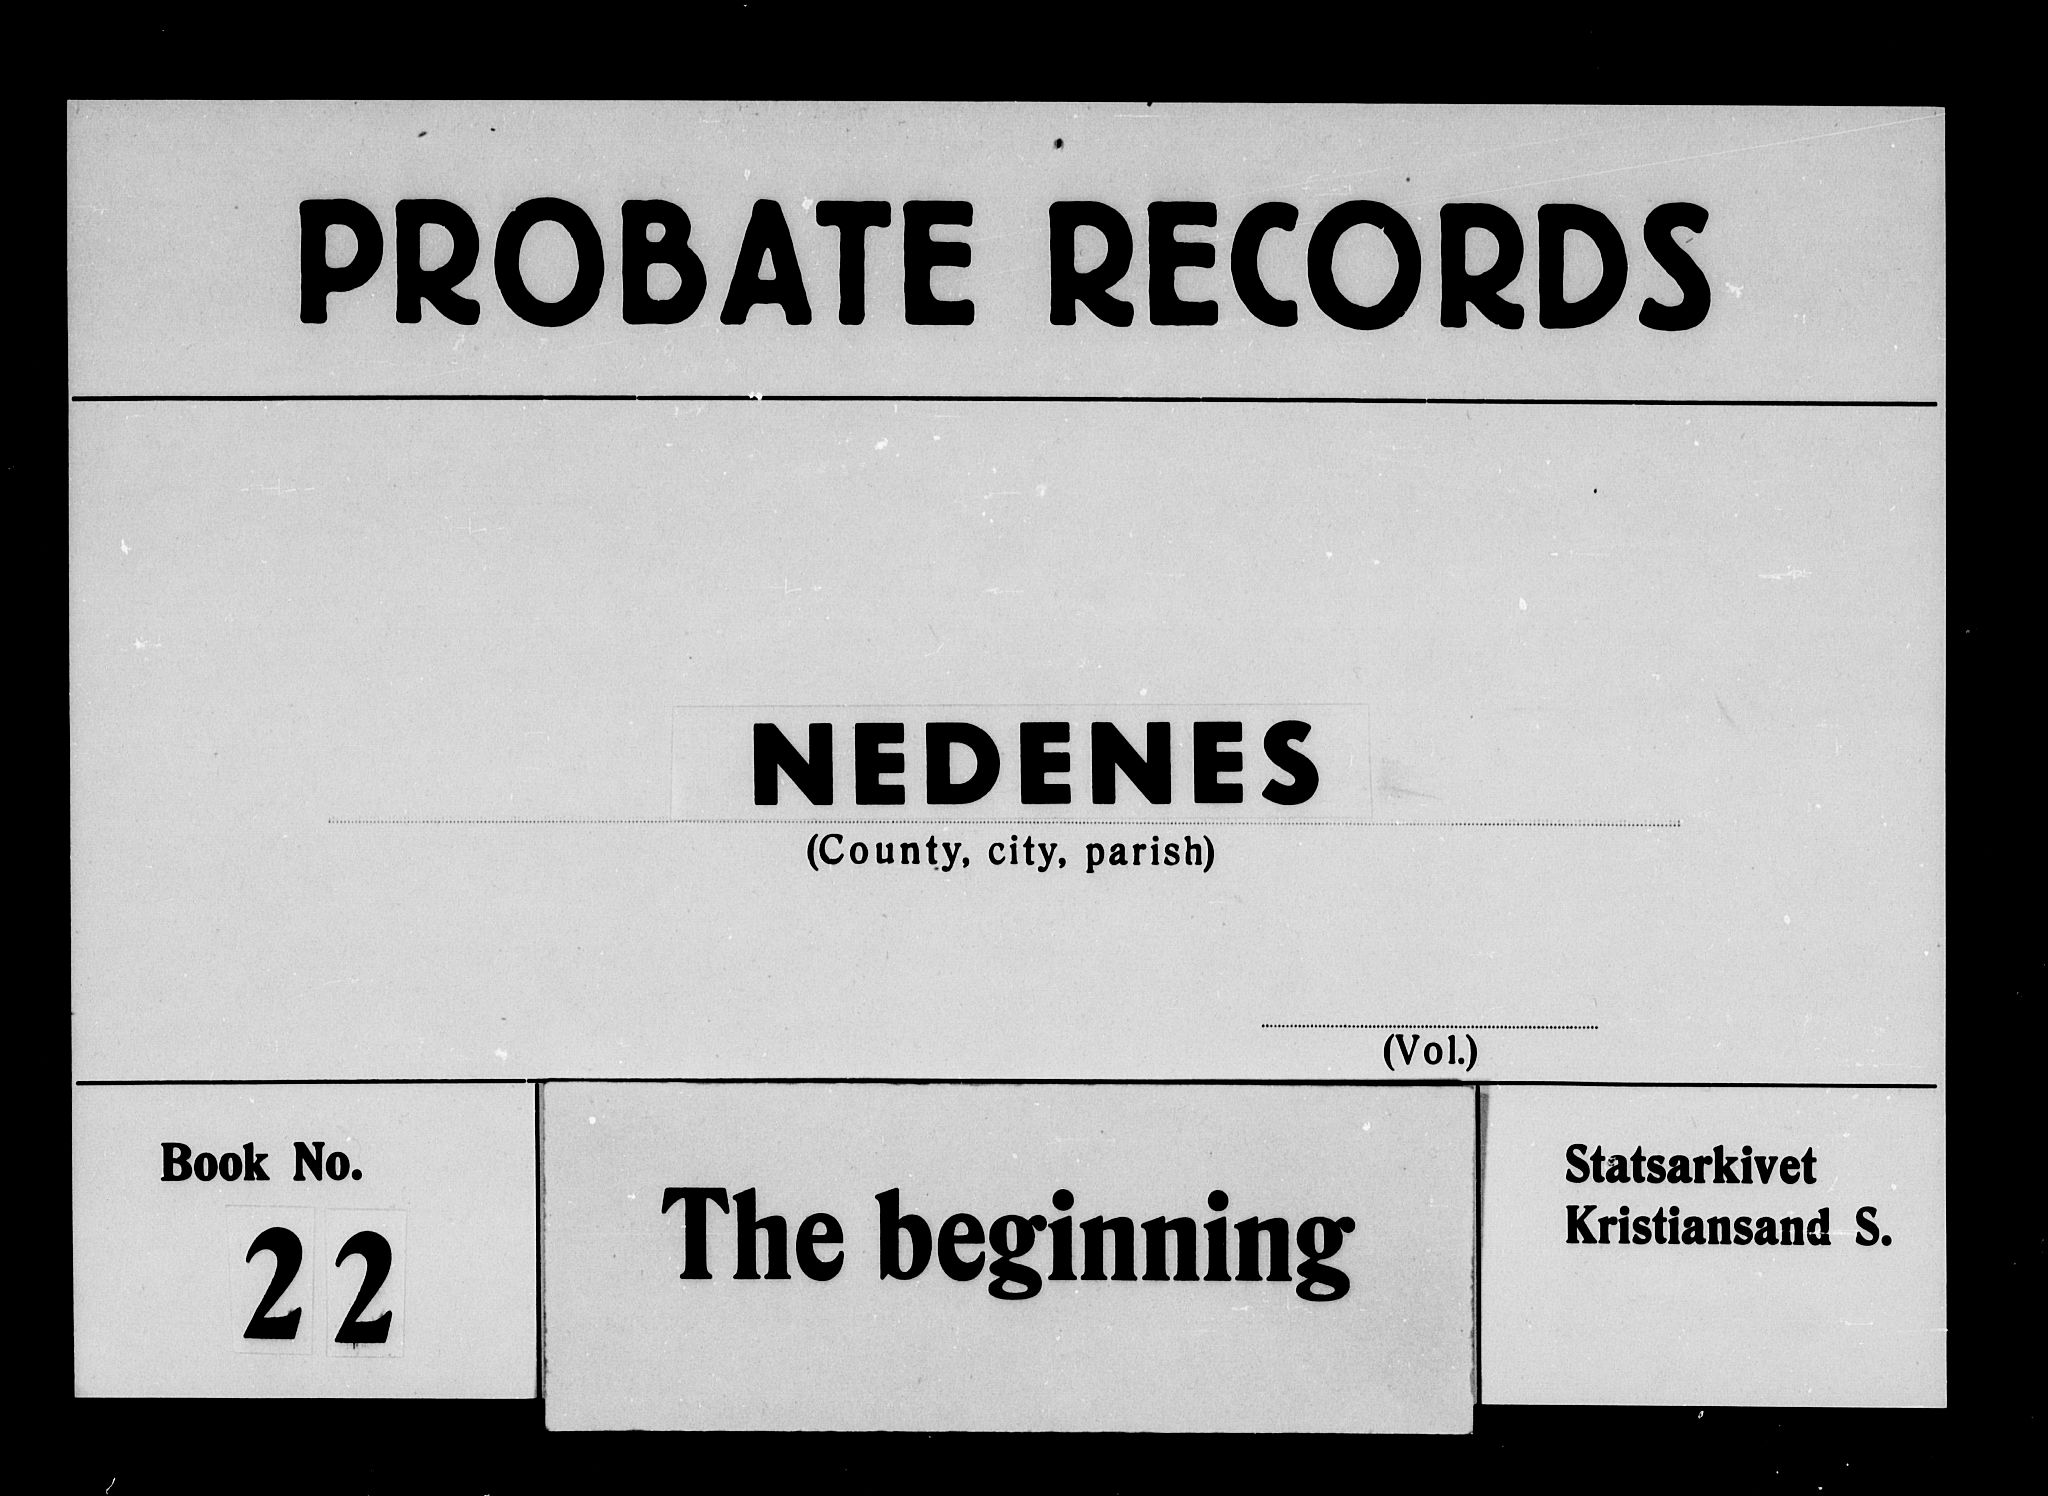 PROBATE RECORDS
NEDENES
(County, city, parish)
(Vol.)
Book No.
22
The beginning
Statsarkivet
Kristiansand S.